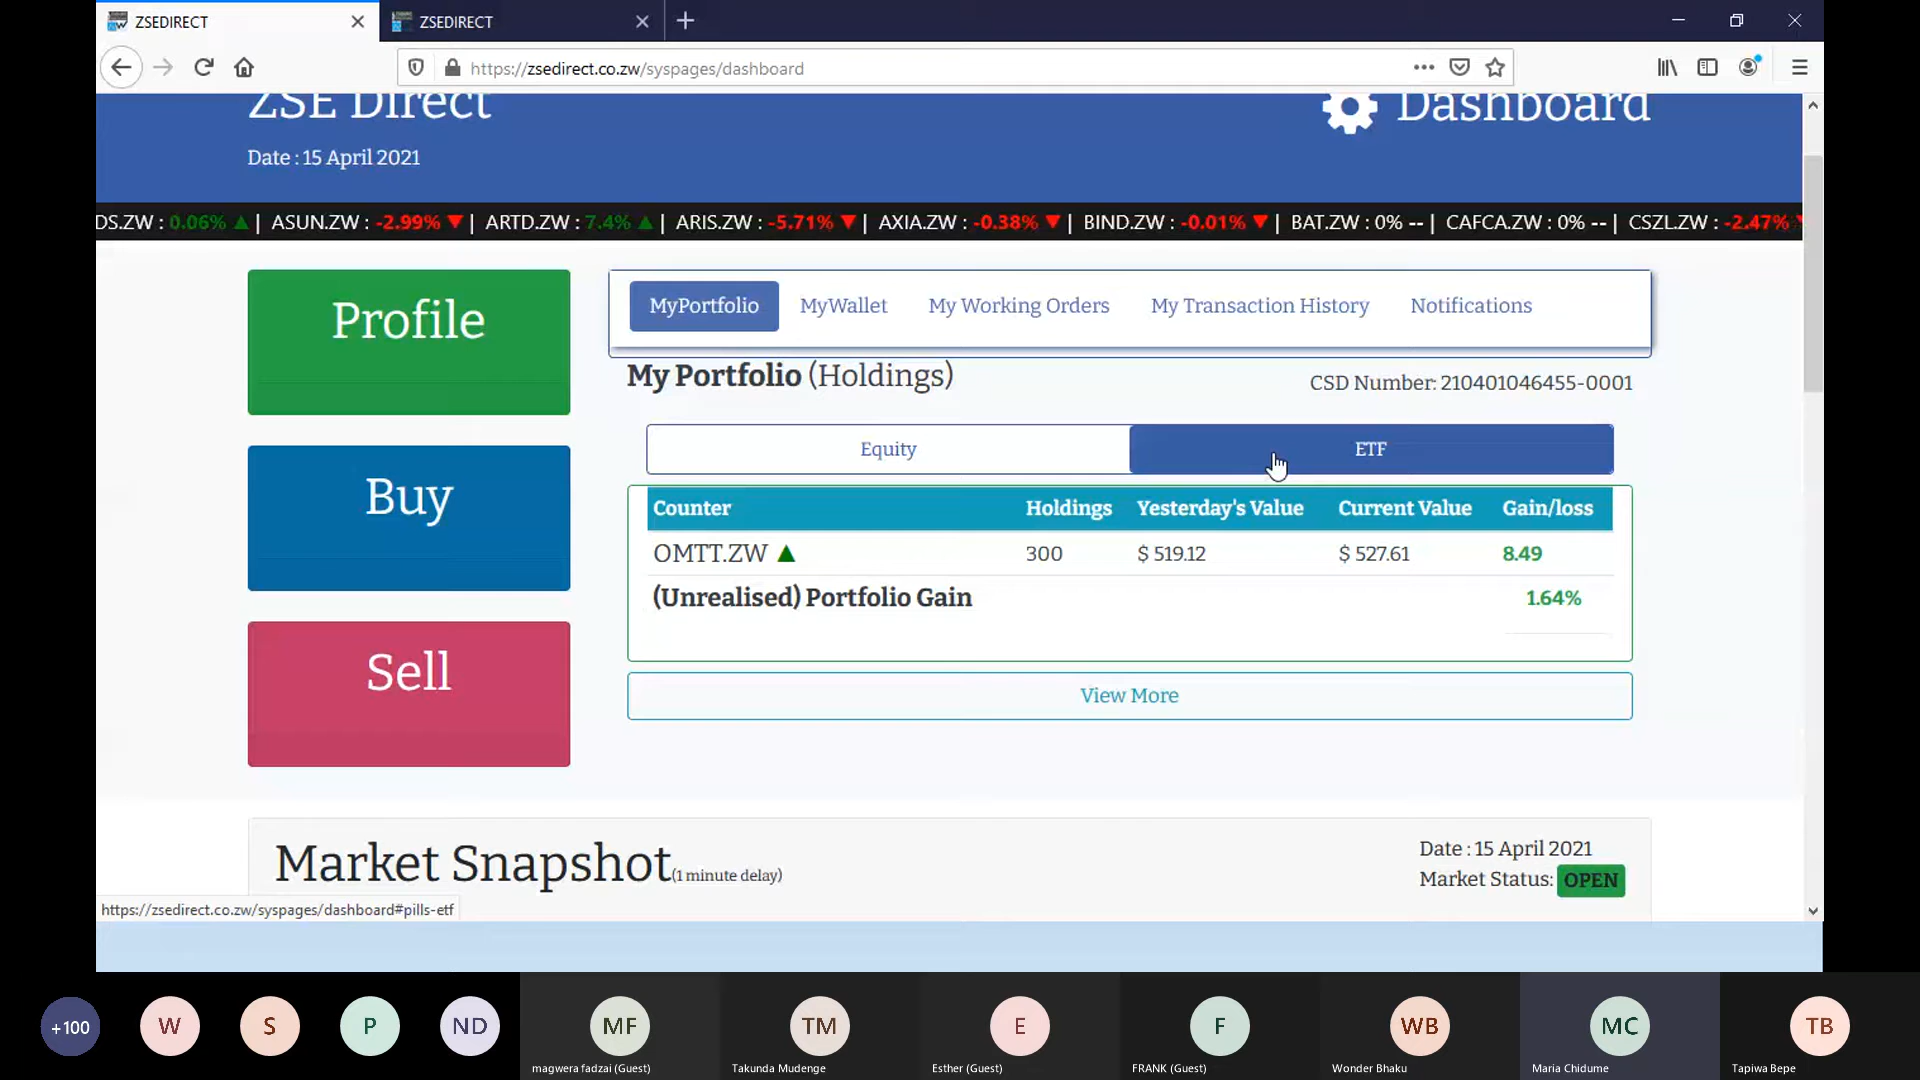 ZSEDIRECT
ZSEDIRECT
https://zsedirect.co.zw/syspages/dashboard
ZSE Direct
Dashboard
Date : 15 April 2021
DS.ZW : 0.06% ▲ | ASUN.ZW : -2.99% ▼ | ARTD.ZW : 7.4% ▲ | ARIS.ZW : -5.71% ▼ | AXIA.ZW : -0.38% ▼ | BIND.ZW : -0.01% ▼ | BAT.ZW : 0% -- | CAFCA.ZW : 0% -- | CSZL.ZW : -2.47%
Profile
Buy
Sell
MyPortfolio MyWallet My Working Orders My Transaction History Notifications
My Portfolio (Holdings)
CSD Number: 210401046455-0001
Equity ETF
Counter Holdings Yesterday's Value Current Value Gain/loss
OMTT.ZW ▲ 300 $ 519.12 $ 527.61 8.49
(Unrealised) Portfolio Gain 1.64%
View More
Market Snapshot(1 minute delay)
Date : 15 April 2021
Market Status: OPEN
https://zsedirect.co.zw/syspages/dashboard#pills-etf
+100 W S P ND MF TM E F WB MC TB
magwera fadzai (Guest) Takunda Mudenge Esther (Guest) FRANK (Guest) Wonder Bhaku Maria Chidume Tapiwa Bepe